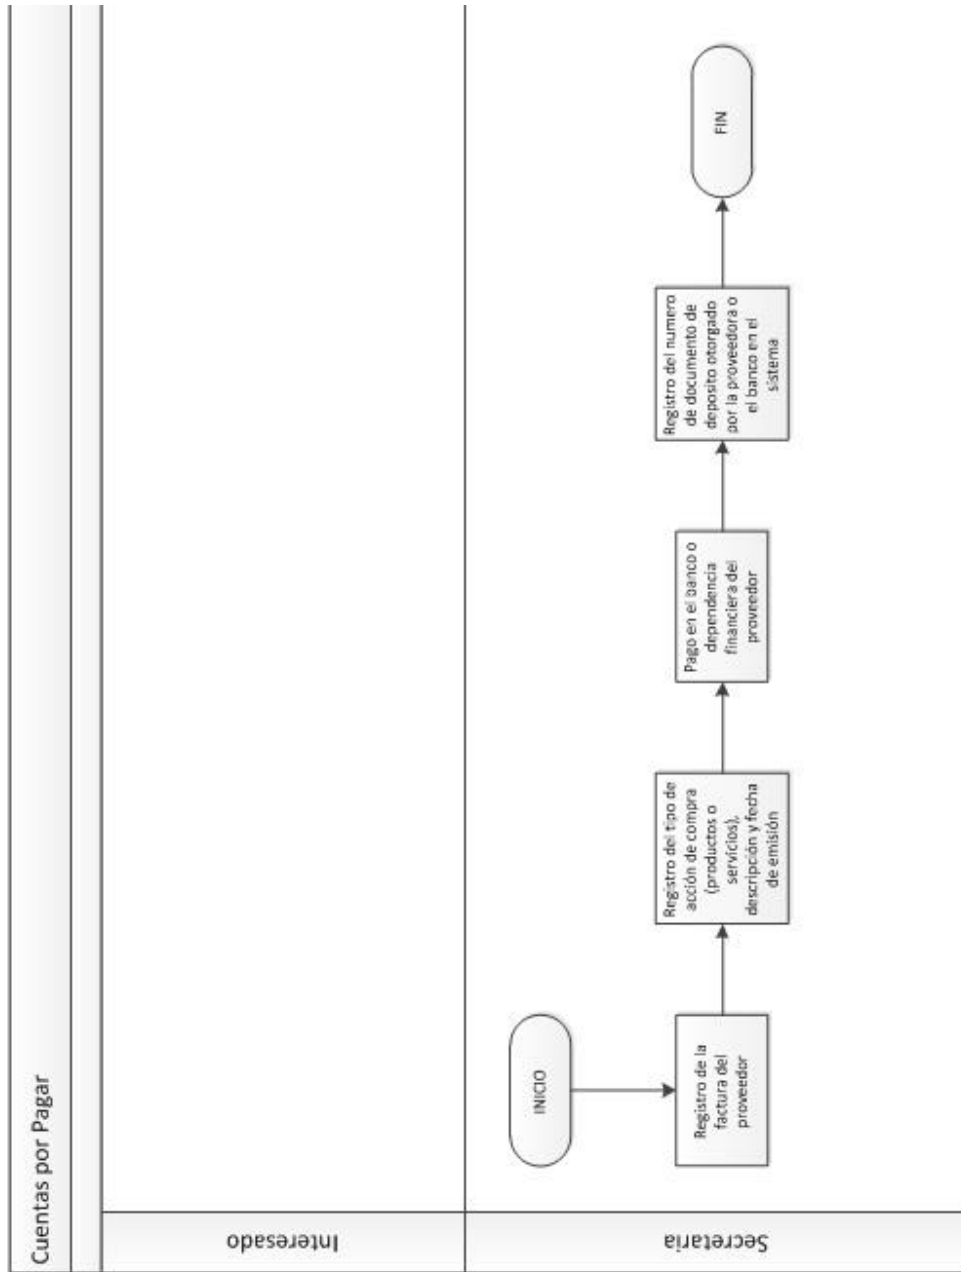 Cuentas por Pagar
Interesado
Secretaria
INICIO
Registro de la
factura del
proveedor
Registro del tipo de
acción de compra
(productos o
servicios),
descripción y fecha
de emisión
Pago en el banco o
dependencia
financiera del
proveedor
Registro del numero
de documento de
deposito otorgado
por la proveedora o
el banco en el
sistema
FIN